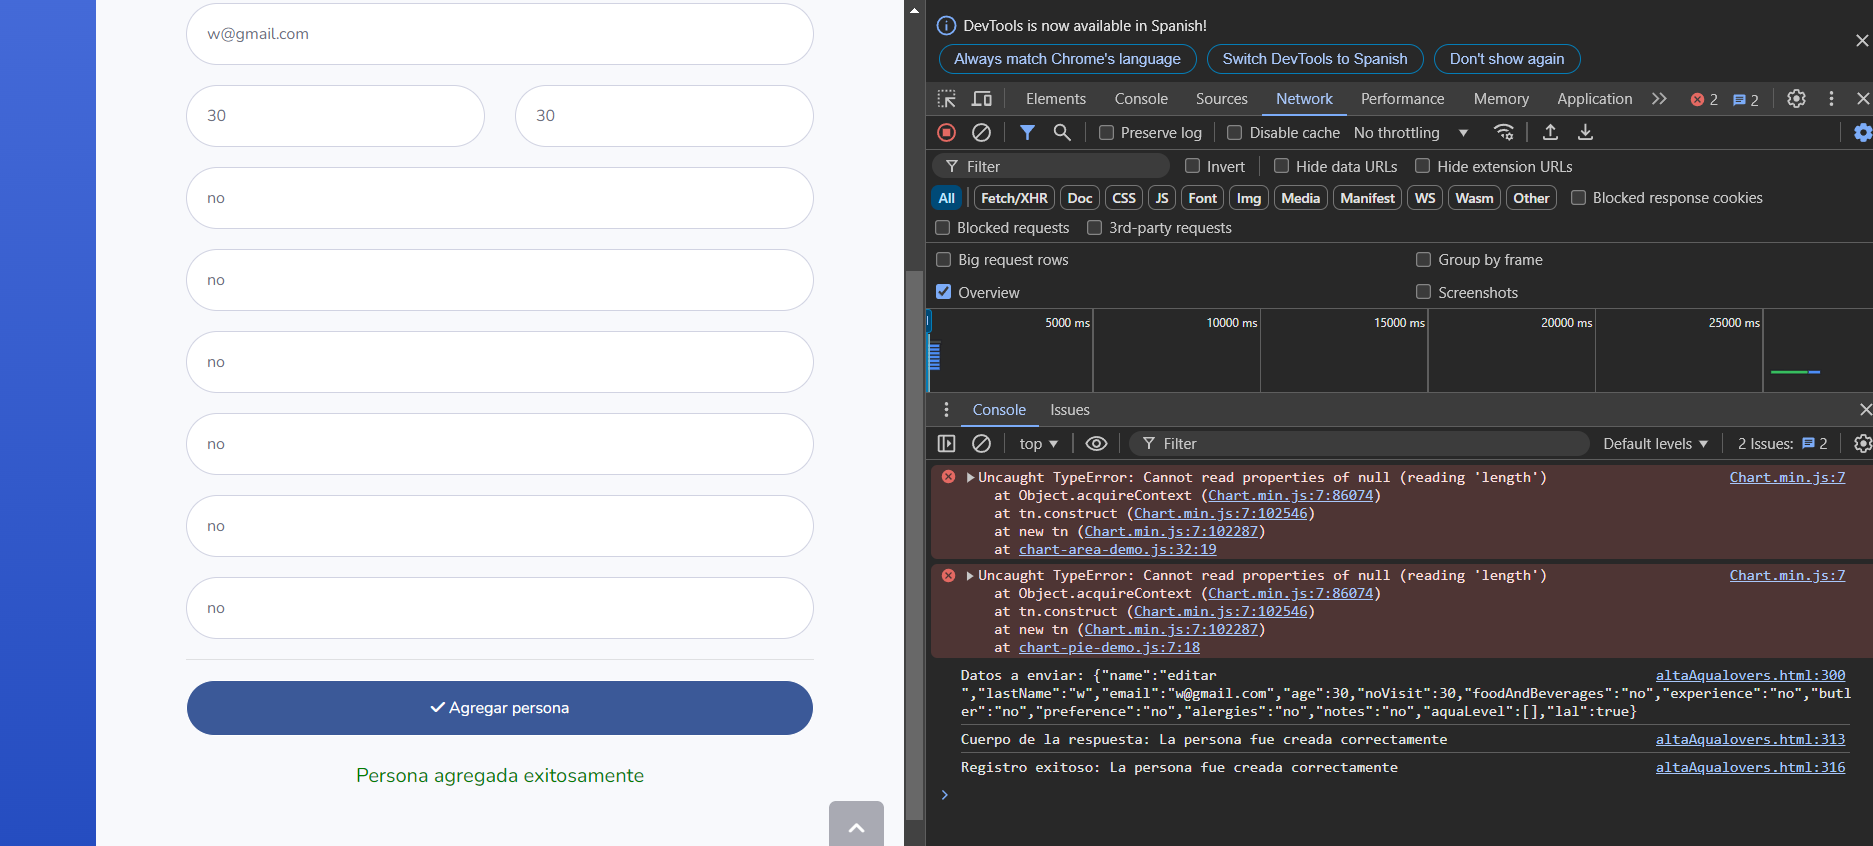 w@gmail.com
30
30
no
no
no
no
no
no
Agregar persona
Persona agregada exitosamente
DevTools is now available in Spanish!
Always match Chrome's language
Switch DevTools to Spanish
Don't show again
Elements
Console
Sources
Network
Performance
Memory
Application
2
2
Preserve log
Disable cache
No throttling
Filter
Invert
Hide data URLs
Hide extension URLs
All
Fetch/XHR
Doc
CSS
JS
Font
Img
Media
Manifest
WS
Wasm
Other
Blocked response cookies
Blocked requests
3rd-party requests
Big request rows
Group by frame
Overview
Screenshots
5000 ms
10000 ms
15000 ms
20000 ms
25000 ms
Console
Issues
top
Filter
Default levels
2 Issues:
2
Uncaught TypeError: Cannot read properties of null (reading 'length') Chart.min.js:7
at Object.acquireContext (Chart.min.js:7:86074)
at tn.construct (Chart.min.js:7:102546)
at new tn (Chart.min.js:7:102287)
at chart-area-demo.js:32:19
Uncaught TypeError: Cannot read properties of null (reading 'length') Chart.min.js:7
at Object.acquireContext (Chart.min.js:7:86074)
at tn.construct (Chart.min.js:7:102546)
at new tn (Chart.min.js:7:102287)
at chart-pie-demo.js:7:18
Datos a enviar: {"name":"editar altaAqualovers.html:300
","lastName":"w","email":"w@gmail.com","age":30,"noVisit":30,"foodAndBeverages":"no","experience":"no","butl
er":"no","preference":"no","alergies":"no","notes":"no","aquaLevel":[],"lal":true}
Cuerpo de la respuesta: La persona fue creada correctamente altaAqualovers.html:313
Registro exitoso: La persona fue creada correctamente altaAqualovers.html:316